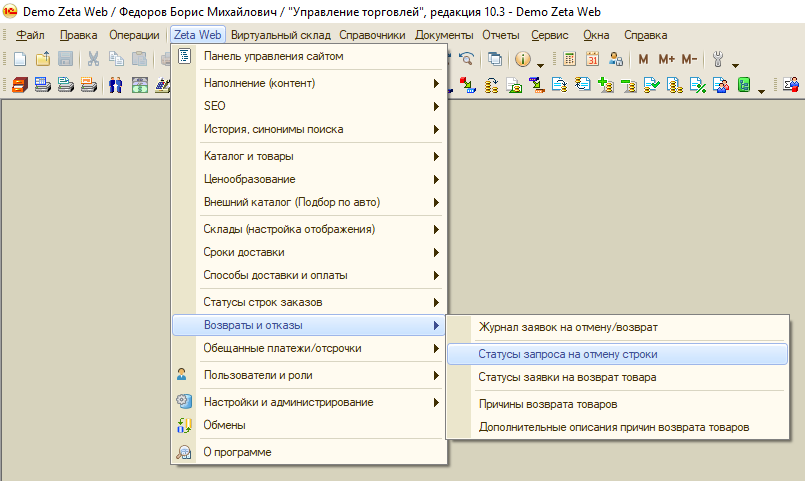 Demo Zeta Web / Федоров Борис Михайлович / "Управление торговлей", редакция 10.3 - Demo Zeta Web
Файл Правка Операции Zeta Web Виртуальный склад Справочники Документы Отчеты Сервис Окна Справка
M M+ M-
Панель управления сайтом
Наполнение (контент)
SEO
История, синонимы поиска
Каталог и товары
Ценообразование
Внешний каталог (Подбор по авто)
Склады (настройка отображения)
Сроки доставки
Способы доставки и оплаты
Статусы строк заказов
Возвраты и отказы
Обещанные платежи/отсрочки
Пользователи и роли
Настройки и администрирование
Обмены
О программе
Журнал заявок на отмену/возврат
Статусы запроса на отмену строки
Статусы заявки на возврат товара
Причины возврата товаров
Дополнительные описания причин возврата товаров